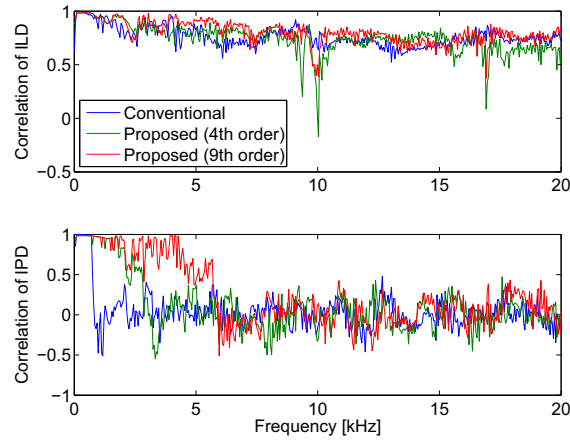 Correlation of ILD
1
0.5
0
−0.5
Conventional
Proposed (4th order)
Proposed (9th order)
0 5 10 15 20
Correlation of IPD
1
0.5
0
−0.5
−1
0 5 10 15 20
Frequency [kHz]